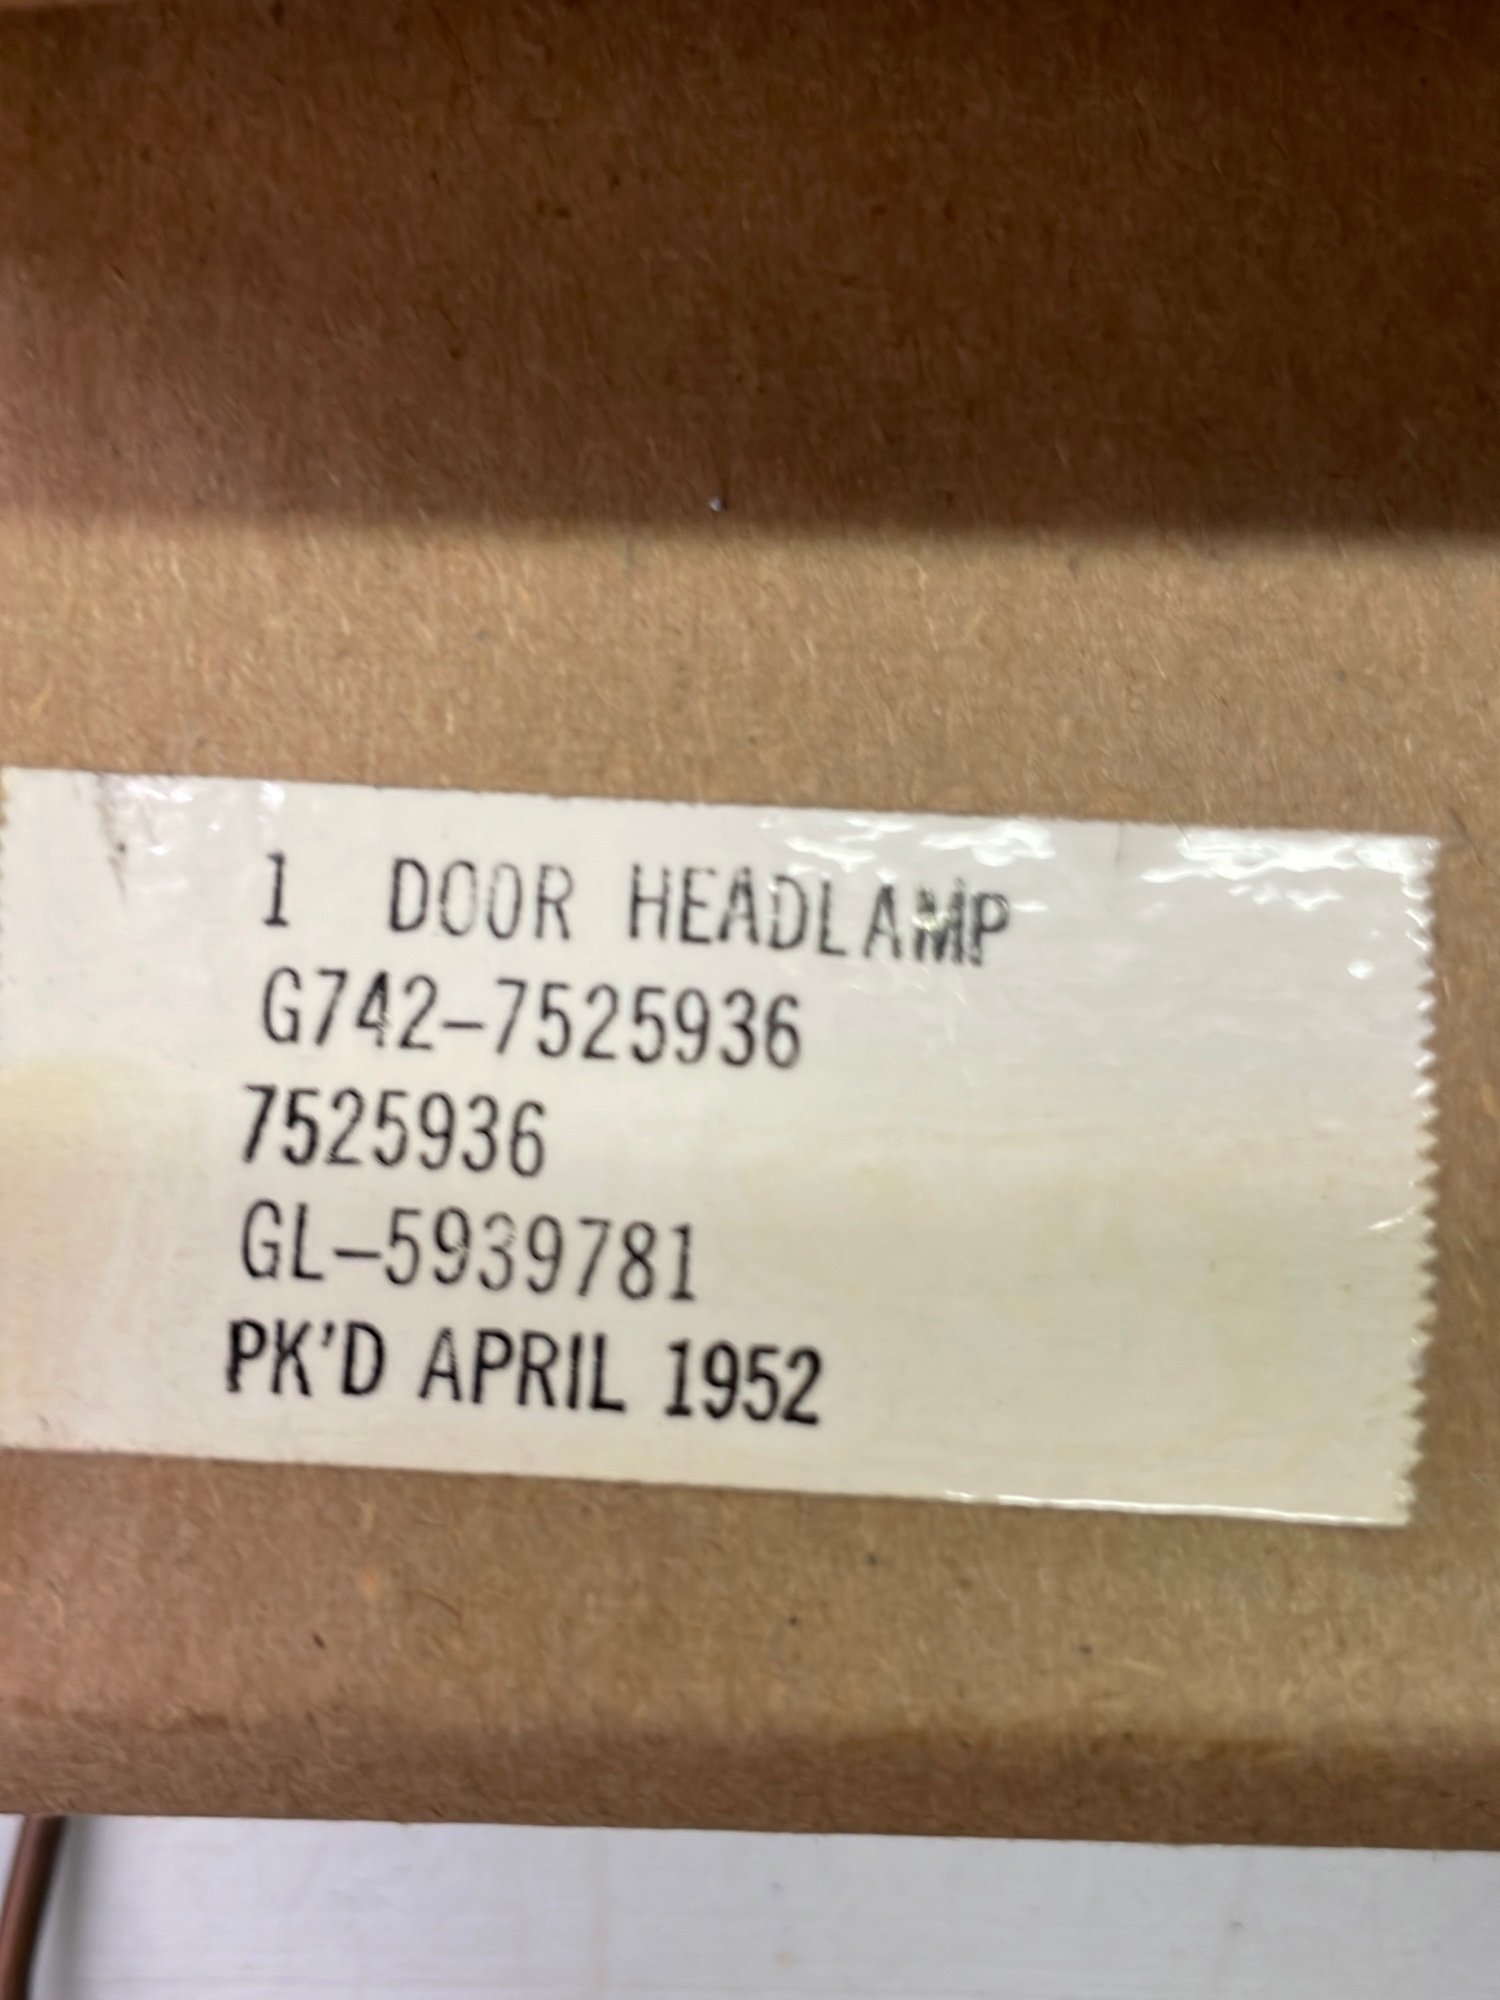 1 DOOR HEADLAMP
G742-7525936
7525936
GL-5939781
PK'D APRIL 1952